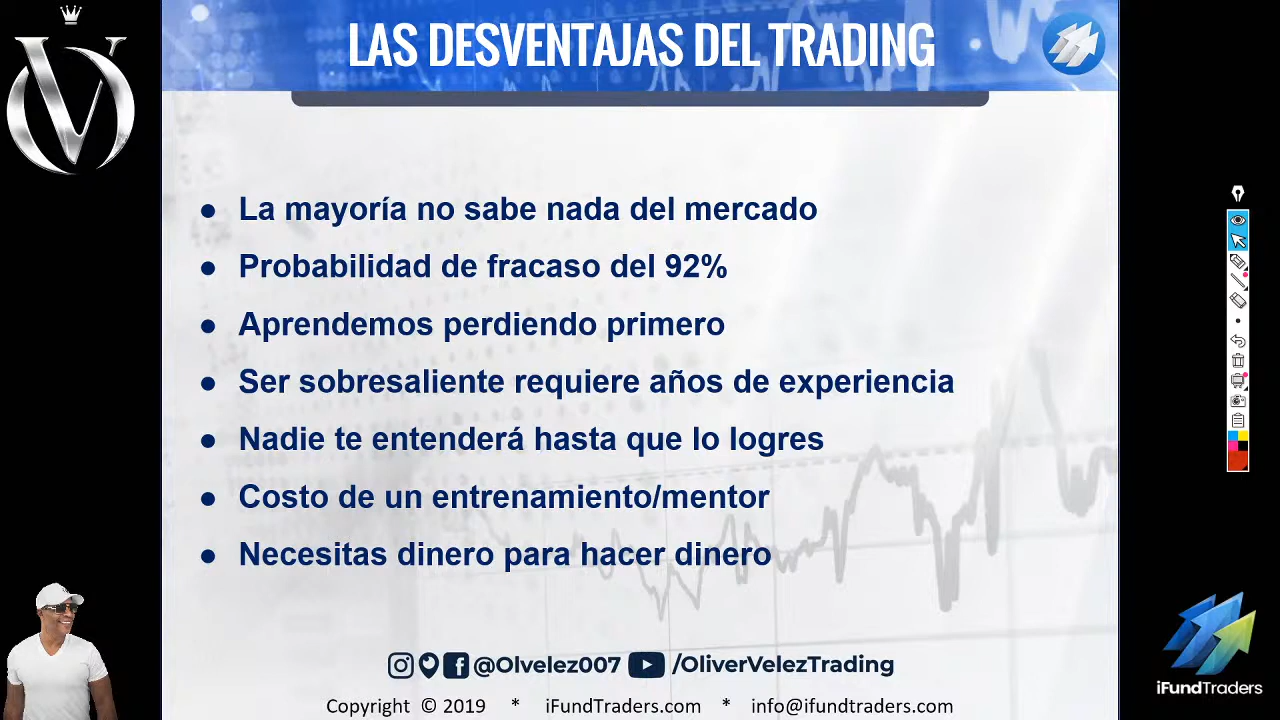 LAS DESVENTAJAS DEL TRADING
● La mayoría no sabe nada del mercado
● Probabilidad de fracaso del 92%
● Aprendemos perdiendo primero
● Ser sobresaliente requiere años de experiencia
● Nadie te entenderá hasta que lo logres
● Costo de un entrenamiento/mentor
● Necesitas dinero para hacer dinero
@Olvelez007 /OliverVelezTrading
Copyright © 2019 * iFundTraders.com * info@ifundtraders.com
OV
iFundTraders